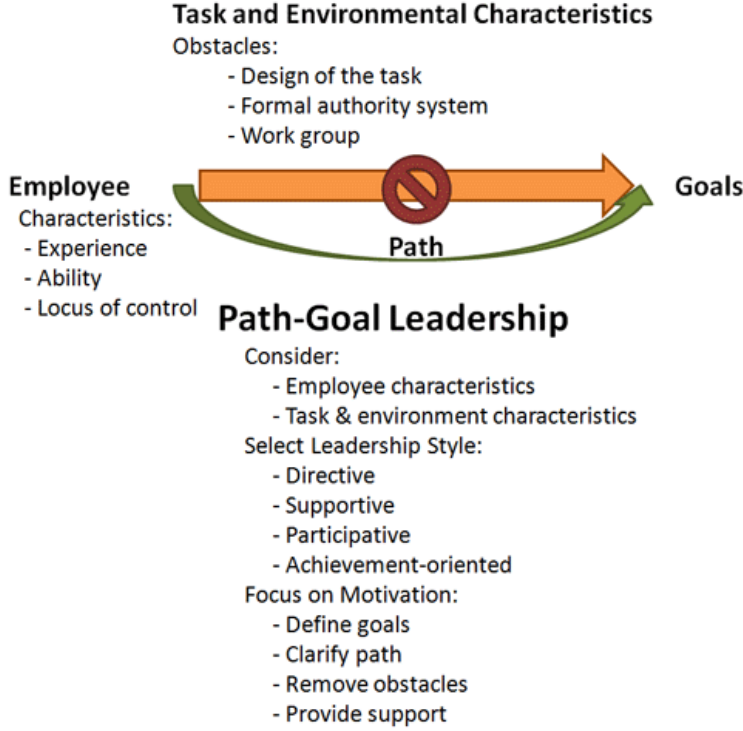 Task and Environmental Characteristics
Obstacles:
- Design of the task
- Formal authority system
- Work group
Employee
Goals
Characteristics:
- Experience
- Ability
- Locus of control
Path
Path-Goal Leadership
Consider:
- Employee characteristics
- Task & environment characteristics
Select Leadership Style:
- Directive
- Supportive
- Participative
- Achievement-oriented
Focus on Motivation:
- Define goals
- Clarify path
- Remove obstacles
- Provide support